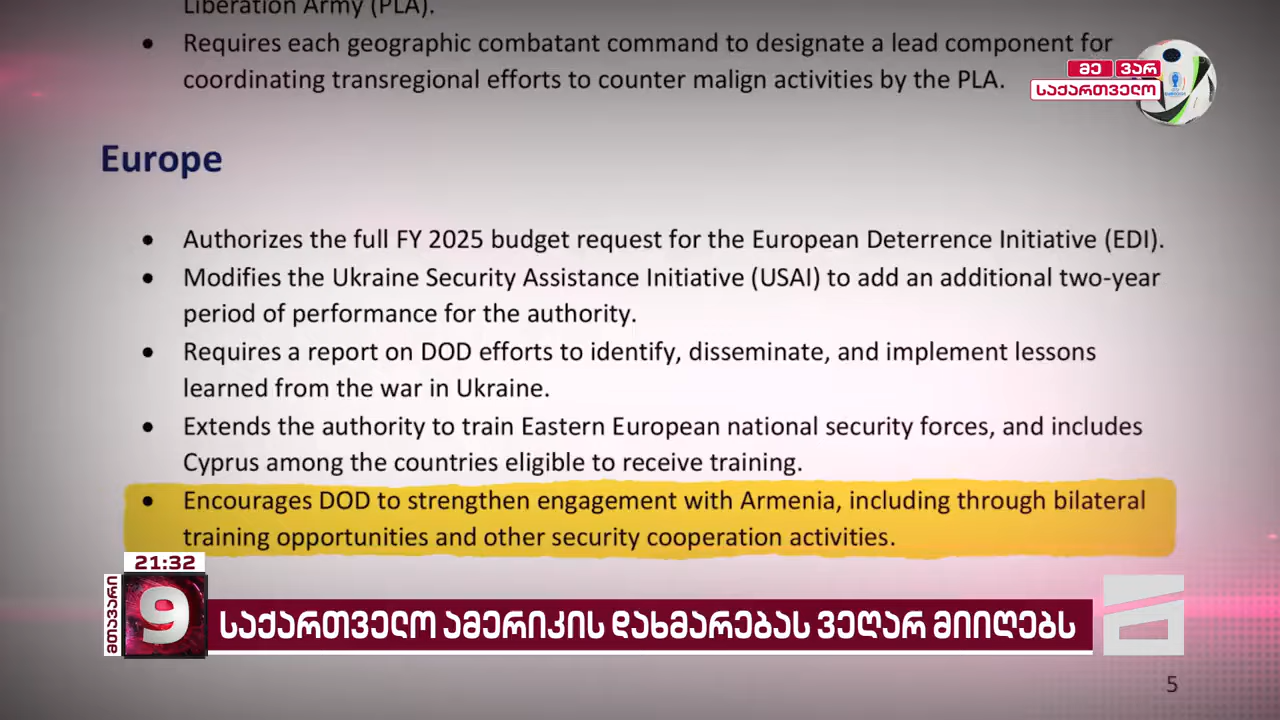 Liberation Army (PLA).
• Requires each geographic combatant command to designate a lead component for
coordinating transregional efforts to counter malign activities by the PLA.
მე ვარ
საქართველო
Europe
• Authorizes the full FY 2025 budget request for the European Deterrence Initiative (EDI).
• Modifies the Ukraine Security Assistance Initiative (USAI) to add an additional two-year
period of performance for the authority.
• Requires a report on DOD efforts to identify, disseminate, and implement lessons
learned from the war in Ukraine.
• Extends the authority to train Eastern European national security forces, and includes
Cyprus among the countries eligible to receive training.
• Encourages DOD to strengthen engagement with Armenia, including through bilateral
training opportunities and other security cooperation activities.
21:32
მთავარი
9
საქართველო ამერიკის დახმარებას ვეღარ მიიღებს
5